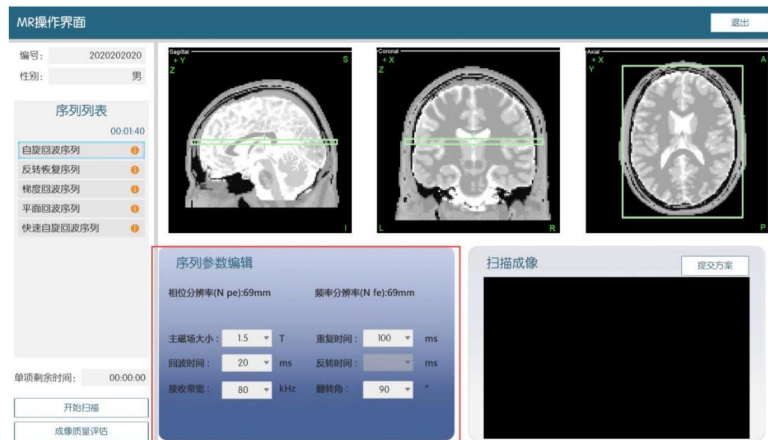 MR操作界面
退出
编号： 2020202020
性别： 男
序列列表
00:01:40
自旋回波序列
反转恢复序列
梯度回波序列
平面回波序列
快速自旋回波序列
单项剩余时间： 00:00:00
开始扫描
成像质量评估
Sagittal
+ Y
Z
S
I
Coronal
+ X
Z
L
R
Axial
+ X
Y
A
P
序列参数编辑
相位分辨率(N pe):69mm 频率分辨率(N fe):69mm
主磁场大小： 1.5 T 重复时间： 100 ms
回波时间： 20 ms 反转时间： ms
接收带宽： 80 kHz 翻转角： 90 °
扫描成像
提交方案